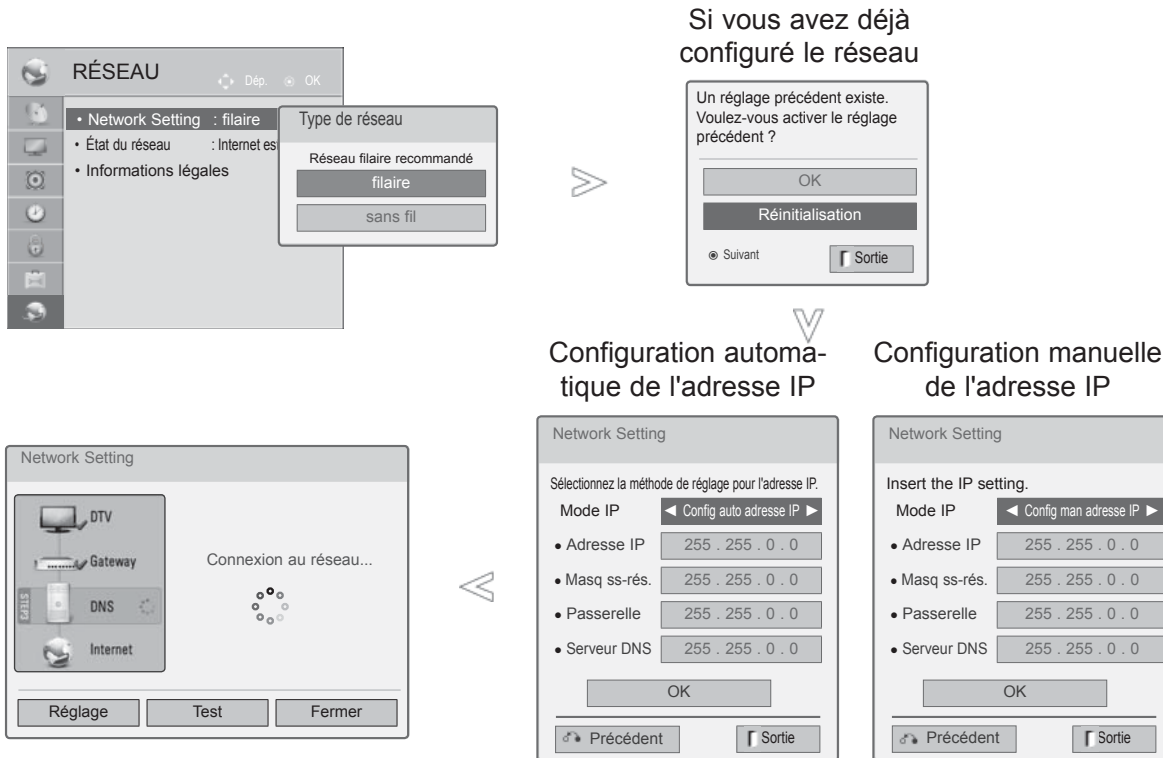 Si vous avez déjà
configuré le réseau
RÉSEAU
Dép.
OK
• Network Setting : filaire
• État du réseau : Internet es
• Informations légales
Type de réseau
Réseau filaire recommandé
filaire
sans fil
Un réglage précédent existe.
Voulez-vous activer le réglage
précédent ?
OK
Réinitialisation
Suivant
Sortie
Configuration automa-
tique de l'adresse IP
Network Setting
Sélectionnez la méthode de réglage pour l'adresse IP.
Mode IP ◄ Config auto adresse IP ►
• Adresse IP 255 . 255 . 0 . 0
• Masq ss-rés. 255 . 255 . 0 . 0
• Passerelle 255 . 255 . 0 . 0
• Serveur DNS 255 . 255 . 0 . 0
OK
Précédent
Sortie
Configuration manuelle
de l'adresse IP
Network Setting
Insert the IP setting.
Mode IP ◄ Config man adresse IP ►
• Adresse IP 255 . 255 . 0 . 0
• Masq ss-rés. 255 . 255 . 0 . 0
• Passerelle 255 . 255 . 0 . 0
• Serveur DNS 255 . 255 . 0 . 0
OK
Précédent
Sortie
Network Setting
DTV
Gateway
STEP3
DNS
Internet
Connexion au réseau...
Réglage
Test
Fermer